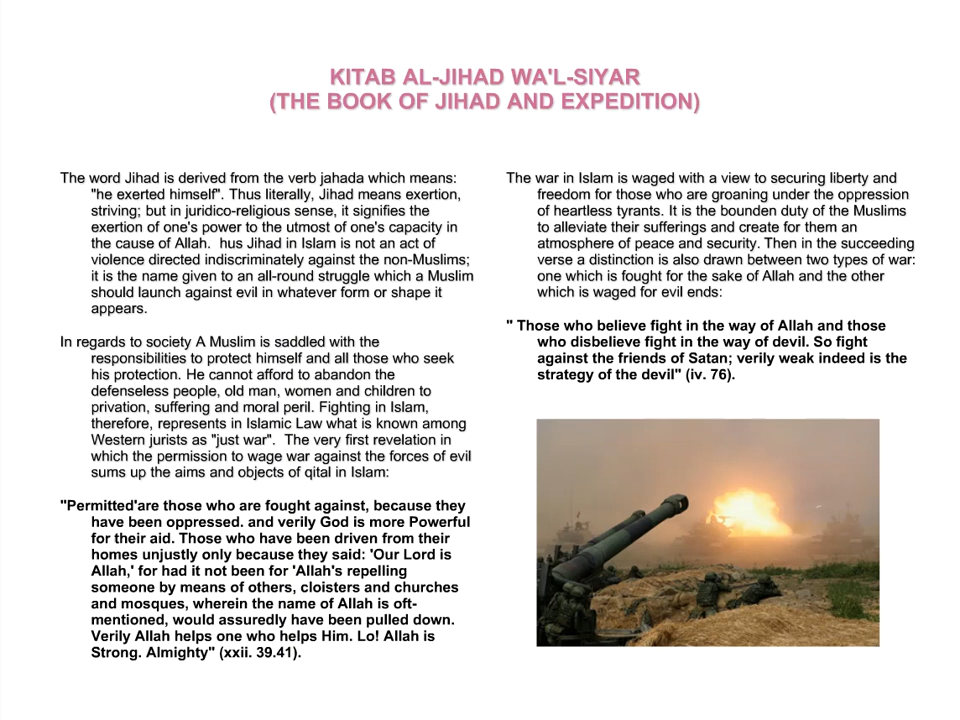 KITAB AL-JIHAD WA'L-SIYAR
(THE BOOK OF JIHAD AND EXPEDITION)
The word Jihad is derived from the verb jahada which means:
"he exerted himself". Thus literally, Jihad means exertion,
striving; but in juridico-religious sense, it signifies the
exertion of one's power to the utmost of one's capacity in
the cause of Allah.  hus Jihad in Islam is not an act of
violence directed indiscriminately against the non-Muslims;
it is the name given to an all-round struggle which a Muslim
should launch against evil in whatever form or shape it
appears.
In regards to society A Muslim is saddled with the
responsibilities to protect himself and all those who seek
his protection. He cannot afford to abandon the
defenseless people, old man, women and children to
privation, suffering and moral peril. Fighting in Islam,
therefore, represents in Islamic Law what is known among
Western jurists as "just war".  The very first revelation in
which the permission to wage war against the forces of evil
sums up the aims and objects of qital in Islam:
"Permitted'are those who are fought against, because they
have been oppressed. and verily God is more Powerful
for their aid. Those who have been driven from their
homes unjustly only because they said: 'Our Lord is
Allah,' for had it not been for 'Allah's repelling
someone by means of others, cloisters and churches
and mosques, wherein the name of Allah is oft-
mentioned, would assuredly have been pulled down.
Verily Allah helps one who helps Him. Lo! Allah is
Strong. Almighty" (xxii. 39.41).
The war in Islam is waged with a view to securing liberty and
freedom for those who are groaning under the oppression
of heartless tyrants. It is the bounden duty of the Muslims
to alleviate their sufferings and create for them an
atmosphere of peace and security. Then in the succeeding
verse a distinction is also drawn between two types of war:
one which is fought for the sake of Allah and the other
which is waged for evil ends:
" Those who believe fight in the way of Allah and those
who disbelieve fight in the way of devil. So fight
against the friends of Satan; verily weak indeed is the
strategy of the devil" (iv. 76).